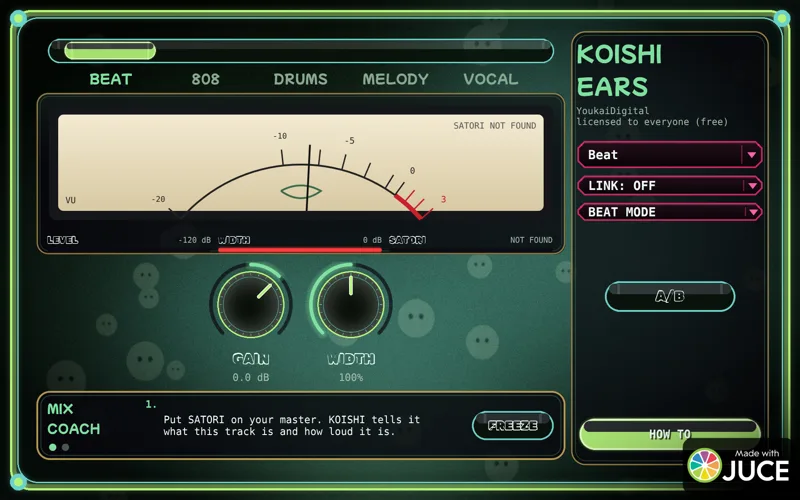 BEAT 808 DRUMS MELODY VOCAL
SATORI NOT FOUND
-20 -10 -5 0 3
VU
LEVEL -120 dB WIDTH 0 dB SATORI NOT FOUND
GAIN WIDTH
0.0 dB 100%
MIX
COACH
1.
Put SATORI on your master. KOISHI tells it
what this track is and how loud it is.
FREEZE
KOISHI
EARS
YoukaiDigital
licensed to everyone (free)
Beat
LINK: OFF
BEAT MODE
A/B
HOW TO
Made with
JUCE